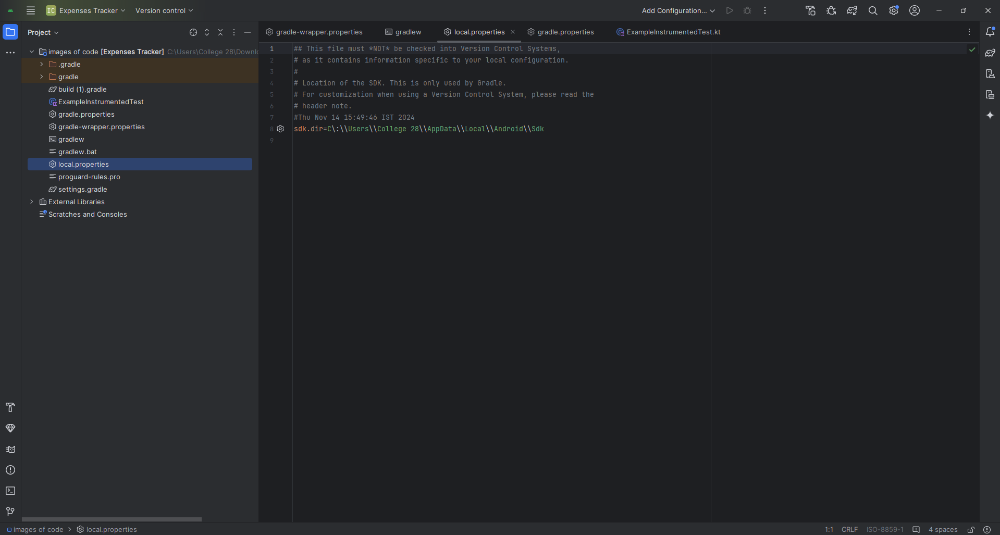 IC Expenses Tracker Version control Add Configuration...
Project
gradle-wrapper.properties gradlew local.properties gradle.properties ExampleInstrumentedTest.kt
images of code [Expenses Tracker] C:\Users\College 28\Downl
.gradle
gradle
build (1).gradle
ExampleInstrumentedTest
gradle.properties
gradle-wrapper.properties
gradlew
gradlew.bat
local.properties
proguard-rules.pro
settings.gradle
External Libraries
Scratches and Consoles
1 ## This file must *NOT* be checked into Version Control Systems,
2 # as it contains information specific to your local configuration.
3 #
4 # Location of the SDK. This is only used by Gradle.
5 # For customization when using a Version Control System, please read the
6 # header note.
7 #Thu Nov 14 15:49:46 IST 2024
8 sdk.dir=C\:\\Users\\College 28\\AppData\\Local\\Android\\Sdk
9
images of code > local.properties 1:1 CRLF ISO-8859-1 4 spaces